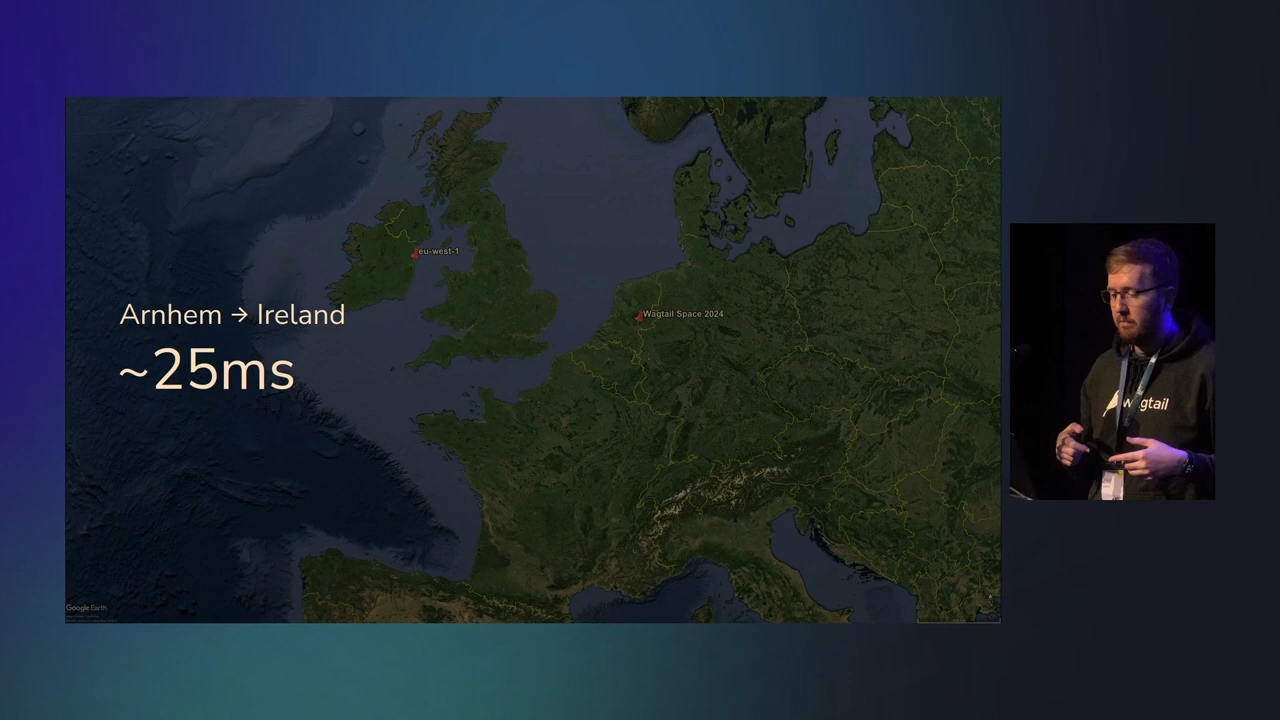 eu-west-1
Arnhem → Ireland
~25ms
Wagtail Space 2024
wagtail
Google Earth